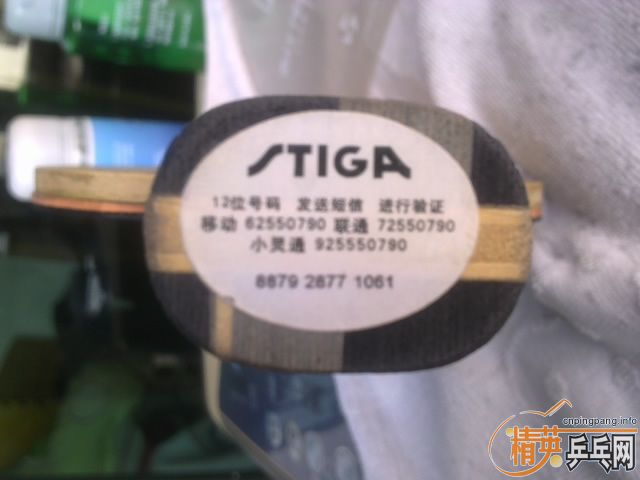 STIGA
12位号码 发送短信 进行验证
移动 62550790 联通 72550790
小灵通 925550790
8879 2877 1061
cnpingpang.info
精英乒乓网